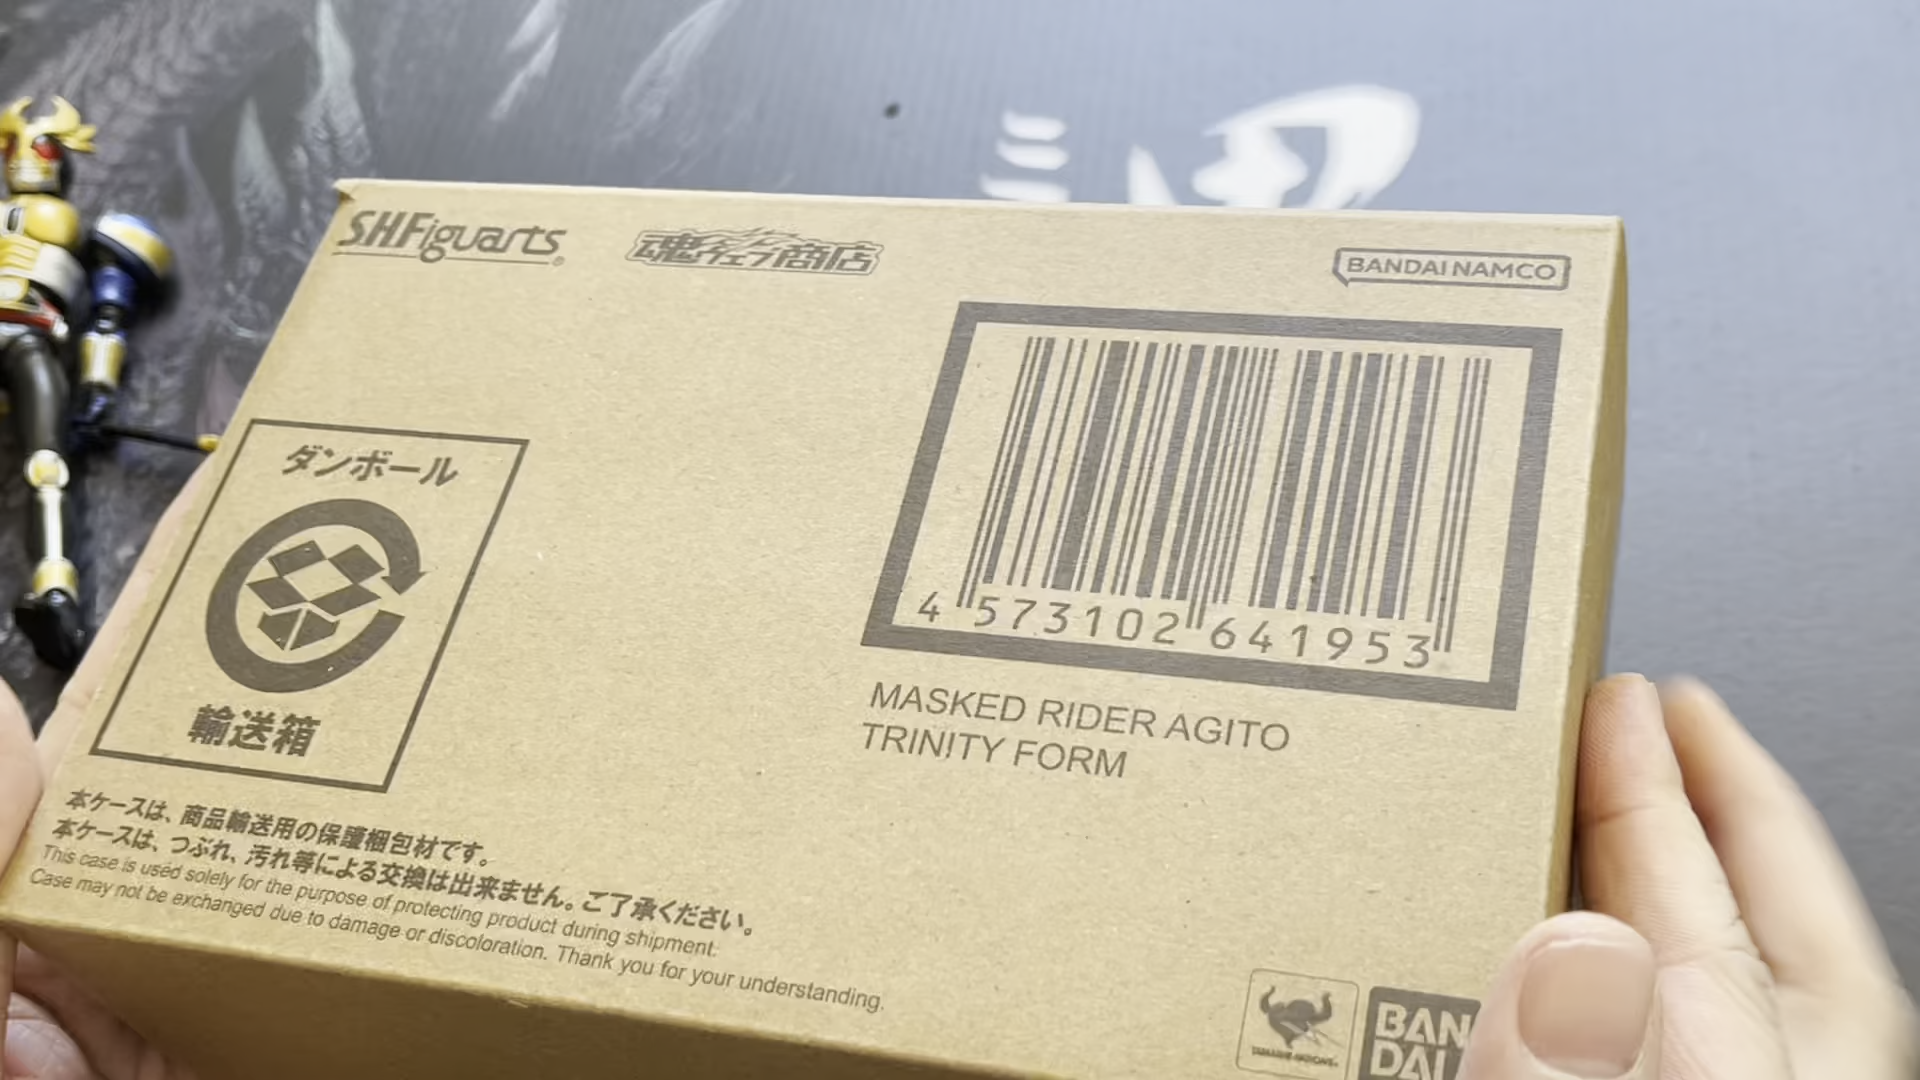 S.H.Figuarts
魂ウェブ商店
BANDAI NAMCO
ダンボール
輸送箱
4 573102 641953
MASKED RIDER AGITO
TRINITY FORM
本ケースは、商品輸送用の保護梱包材です。
本ケースは、つぶれ、汚れ等による交換は出来ません。ご了承ください。
This case is used solely for the purpose of protecting product during shipment.
Case may not be exchanged due to damage or discoloration. Thank you for your understanding.
TAMASHII NATIONS
BAN
DAI